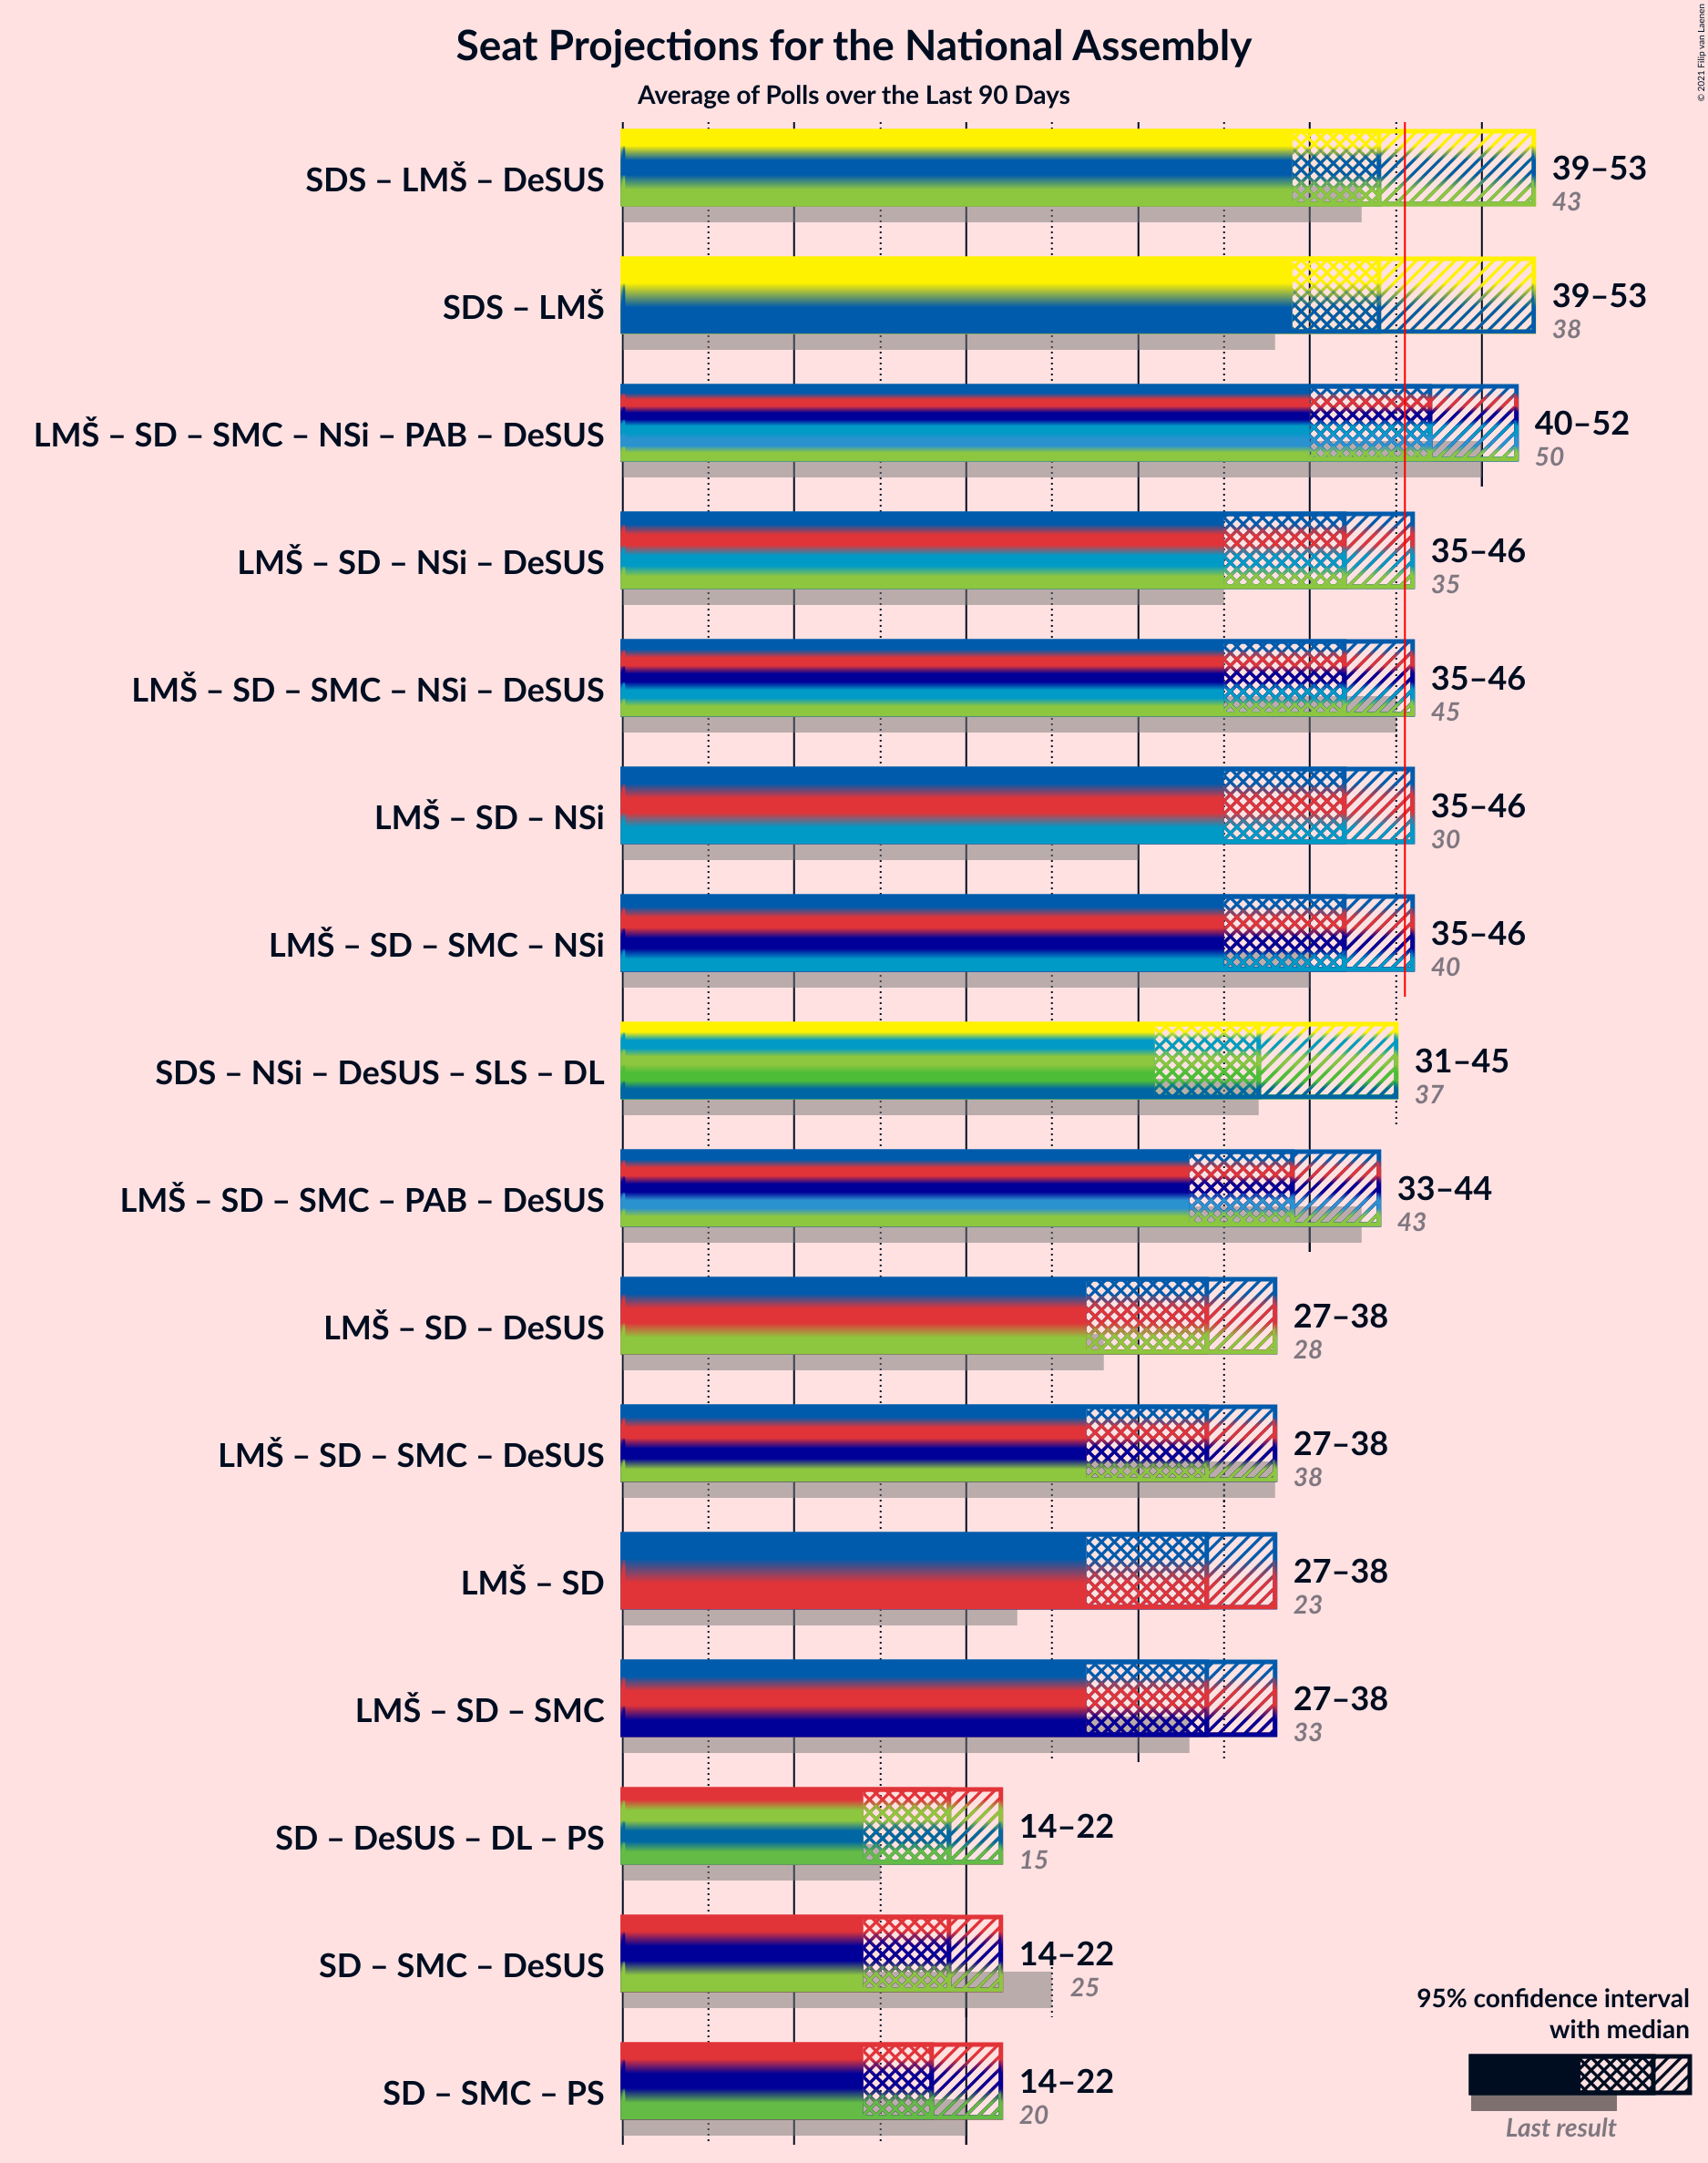 Seat Projections for the National Assembly
Average of Polls over the Last 90 Days
© 2021 Filip van Laenen
SDS – LMŠ – DeSUS
39–53
43
SDS – LMŠ
39–53
38
LMŠ – SD – SMC – NSi – PAB – DeSUS
40–52
50
LMŠ – SD – NSi – DeSUS
35–46
35
LMŠ – SD – SMC – NSi – DeSUS
35–46
45
LMŠ – SD – NSi
35–46
30
LMŠ – SD – SMC – NSi
35–46
40
SDS – NSi – DeSUS – SLS – DL
31–45
37
LMŠ – SD – SMC – PAB – DeSUS
33–44
43
LMŠ – SD – DeSUS
27–38
28
LMŠ – SD – SMC – DeSUS
27–38
38
LMŠ – SD
27–38
23
LMŠ – SD – SMC
27–38
33
SD – DeSUS – DL – PS
14–22
15
SD – SMC – DeSUS
14–22
25
SD – SMC – PS
14–22
20
95% confidence interval
with median
Last result